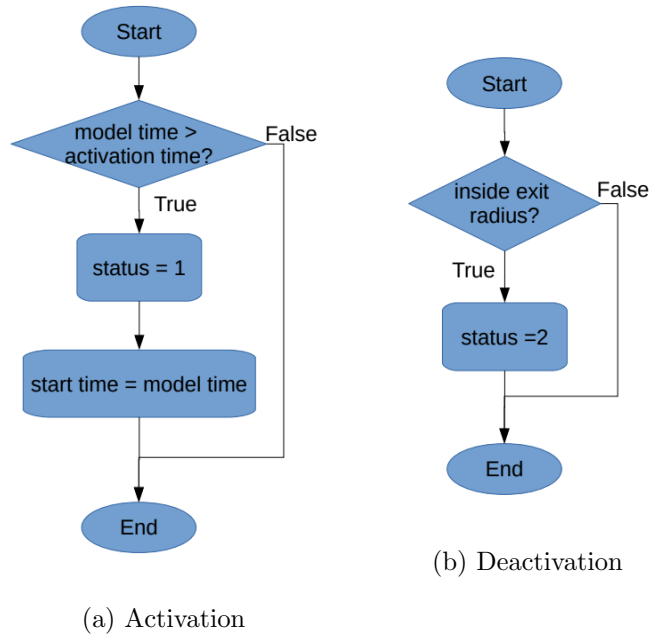 Start
model time >
activation time?
False
True
status = 1
start time = model time
End
(a) Activation
Start
inside exit
radius?
False
True
status =2
End
(b) Deactivation